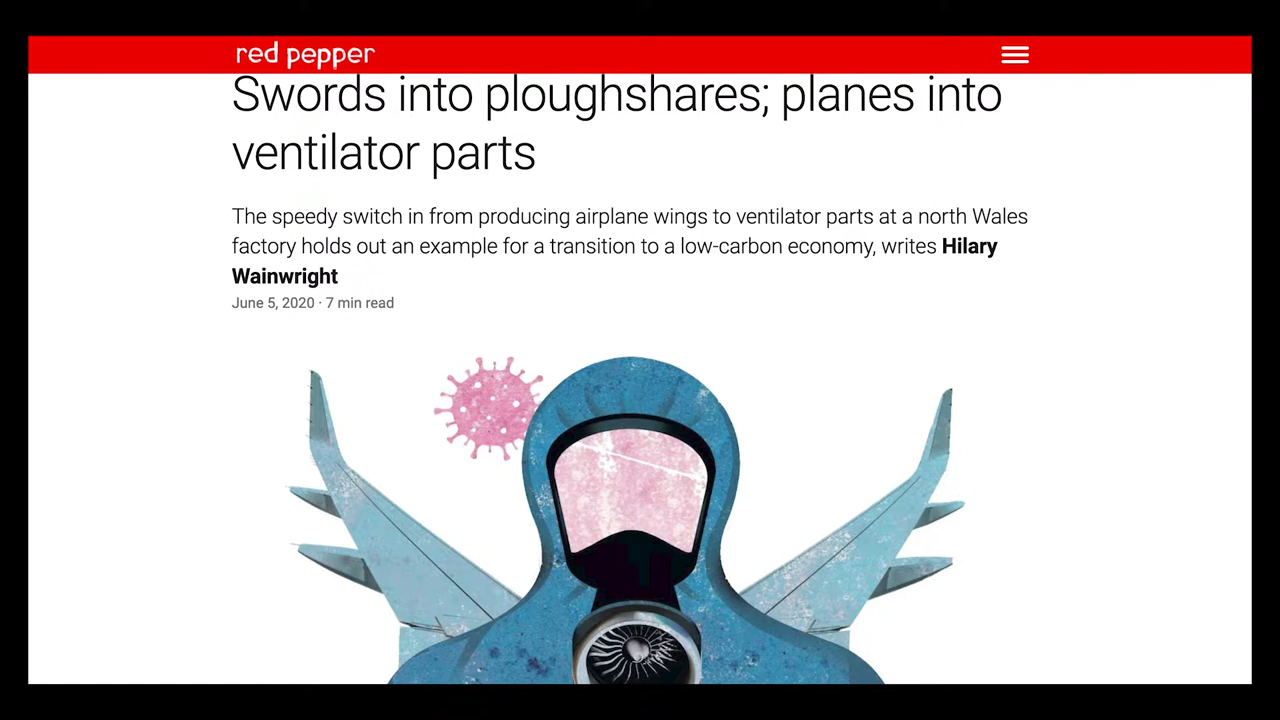 red pepper
Swords into ploughshares; planes into
ventilator parts
The speedy switch in from producing airplane wings to ventilator parts at a north Wales
factory holds out an example for a transition to a low-carbon economy, writes Hilary
Wainwright
June 5, 2020 · 7 min read